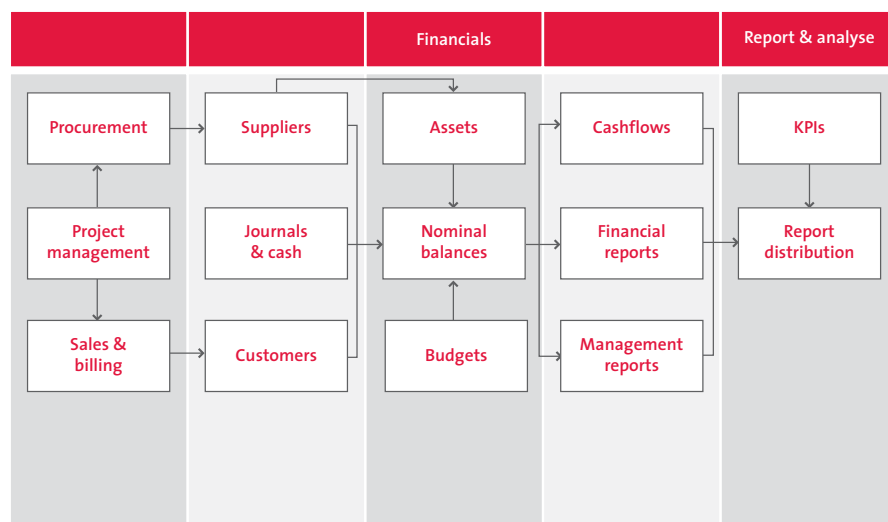 Financials
Report & analyse
Procurement
Suppliers
Assets
Cashflows
KPIs
Project
management
Journals
& cash
Nominal
balances
Financial
reports
Report
distribution
Sales &
billing
Customers
Budgets
Management
reports